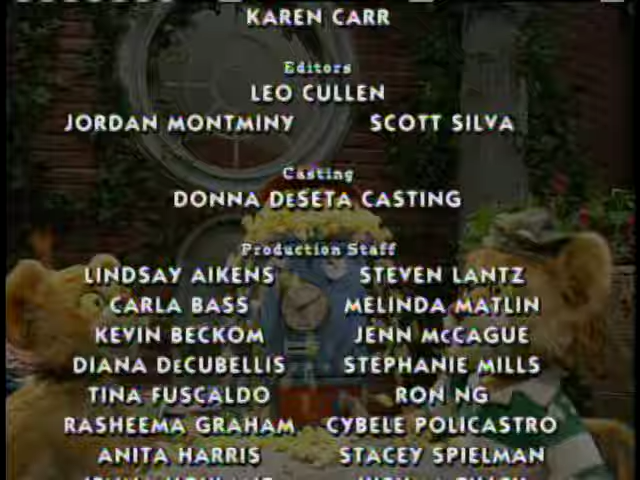 KAREN CARR
Editors
LEO CULLEN
JORDAN MONTMINY SCOTT SILVA
Casting
DONNA DeSETA CASTING
Production Staff
LINDSAY AIKENS STEVEN LANTZ
CARLA BASS MELINDA MATLIN
KEVIN BECKOM JENN McCAGUE
DIANA DeCUBELLIS STEPHANIE MILLS
TINA FUSCALDO RON NG
RASHEEMA GRAHAM CYBELE POLICASTRO
ANITA HARRIS STACEY SPIELMAN